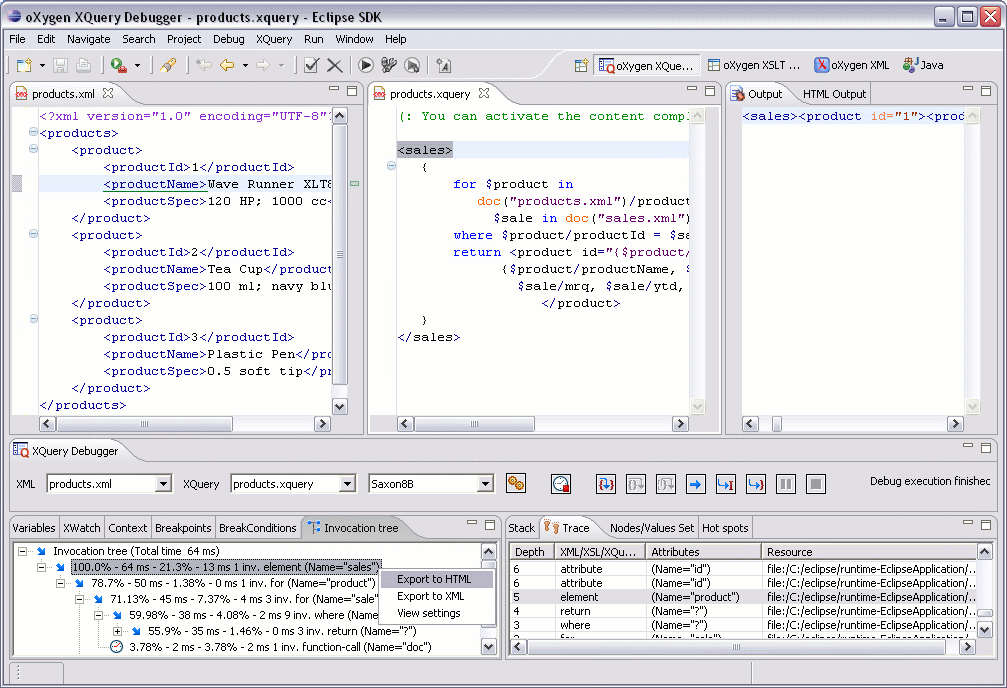 oXygen XQuery Debugger - products.xquery - Eclipse SDK
File Edit Navigate Search Project Debug XQuery Run Window Help
oXygen XQue... oXygen XSLT ... oXygen XML Java
products.xml
<?xml version="1.0" encoding="UTF-8"?
<products>
<product>
<productId>1</productId>
<productName>Wave Runner XLT8
<productSpec>120 HP; 1000 cc<
</product>
<product>
<productId>2</productId>
<productName>Tea Cup</product
<productSpec>100 ml; navy blu
</product>
<product>
<productId>3</productId>
<productName>Plastic Pen</pro
<productSpec>0.5 soft tip</pr
</product>
</products>
products.xquery
(: You can activate the content compl
<sales>
{
for $product in
doc("products.xml")/product
$sale in doc("sales.xml")
where $product/productId = $sa
return <product id="{$product/
{$product/productName, $
$sale/mrq, $sale/ytd,
</product>
}
</sales>
Output HTML Output
<sales><product id="1"><prod
XQuery Debugger
XML products.xml XQuery products.xquery Saxon8B Debug execution finishec
Variables XWatch Context Breakpoints BreakConditions Invocation tree
Invocation tree (Total time 64 ms)
100.0% - 64 ms - 21.3% - 13 ms 1 inv. element (Name="sales")
78.7% - 50 ms - 1.38% - 0 ms 1 inv. for (Name="product")
71.13% - 45 ms - 7.37% - 4 ms 3 inv. for (Name="sale"
59.98% - 38 ms - 4.08% - 2 ms 9 inv. where (Name="
55.9% - 35 ms - 1.46% - 0 ms 3 inv. return (Name="?")
3.78% - 2 ms - 3.78% - 2 ms 1 inv. function-call (Name="doc")
Export to HTML
Export to XML
View settings
Stack Trace Nodes/Values Set Hot spots
Depth XML/XSL/XQu... Attributes Resource
6 attribute (Name="id") file:/C:/eclipse/runtime-EclipseApplication/..
6 attribute (Name="id") file:/C:/eclipse/runtime-EclipseApplication/..
5 element (Name="product") file:/C:/eclipse/runtime-EclipseApplication/..
4 return (Name="?") file:/C:/eclipse/runtime-EclipseApplication/..
3 where (Name="?") file:/C:/eclipse/runtime-EclipseApplication/..